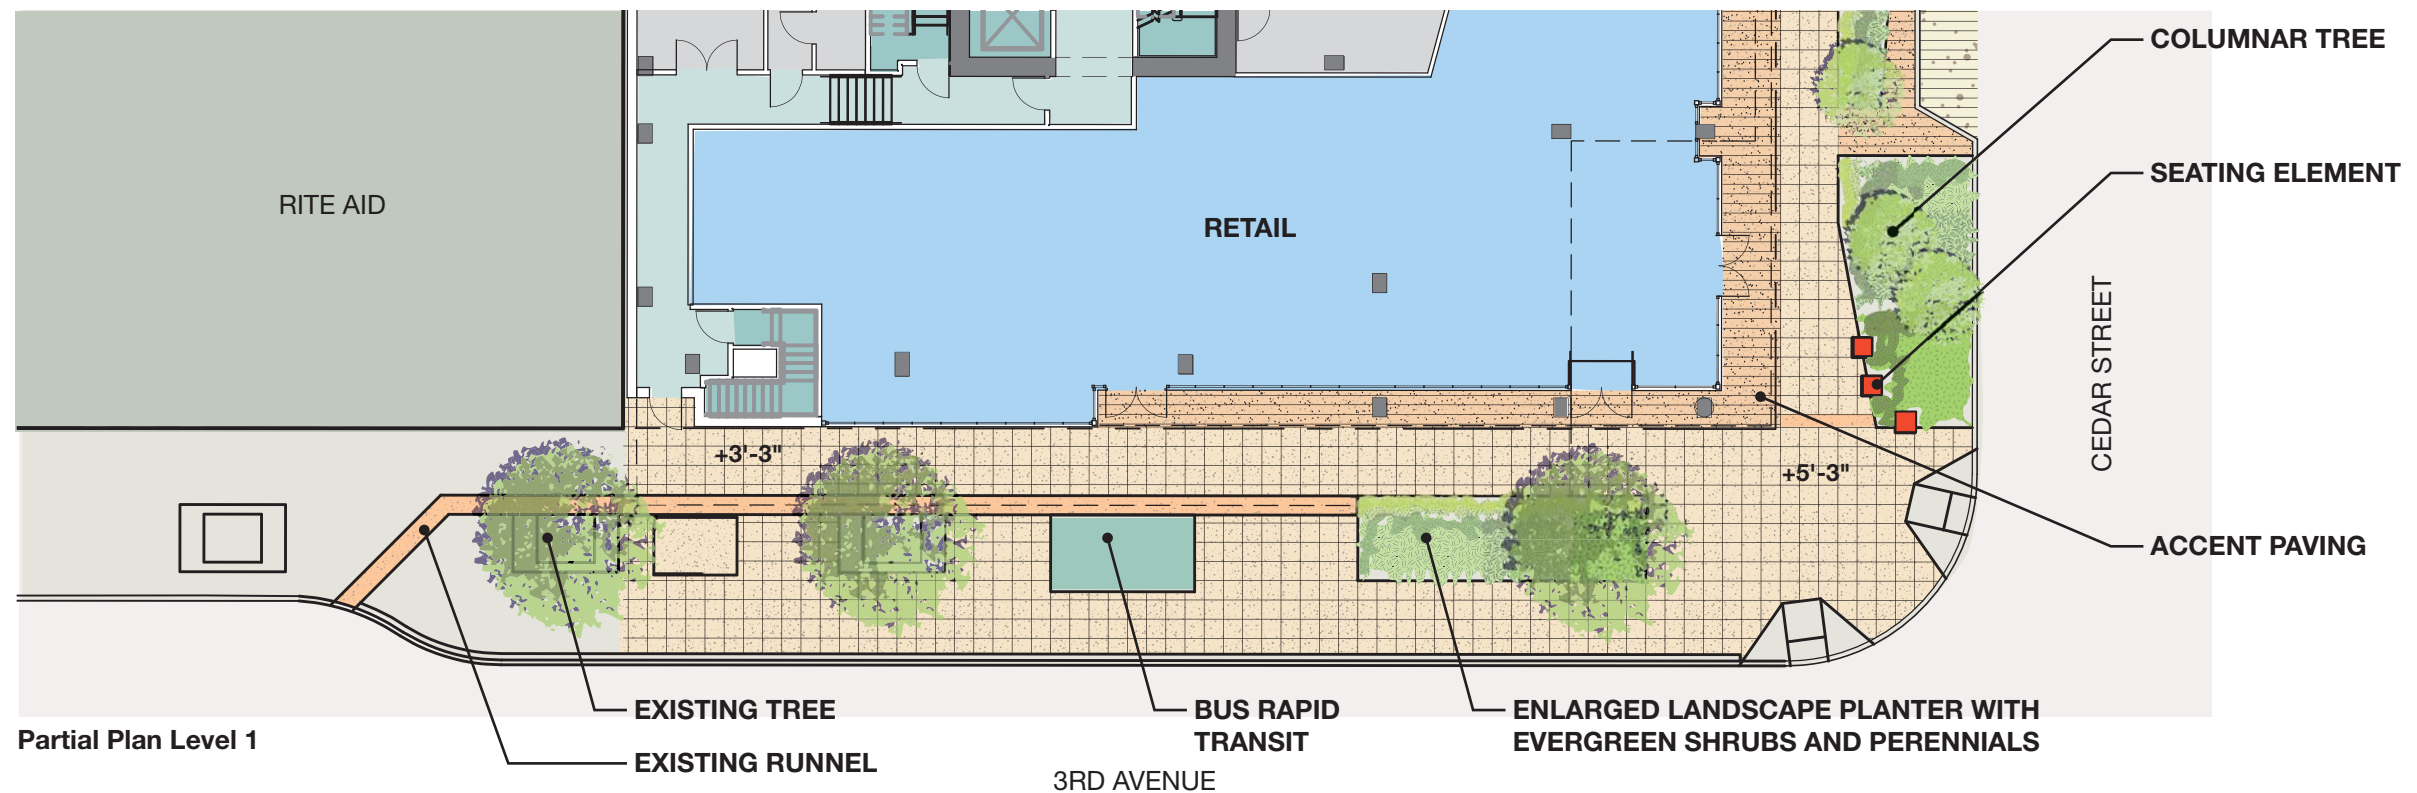 COLUMNAR TREE
SEATING ELEMENT
RITE AID
RETAIL
CEDAR STREET
+3'-3"
+5'-3"
ACCENT PAVING
EXISTING TREE
BUS RAPID
TRANSIT
ENLARGED LANDSCAPE PLANTER WITH
EVERGREEN SHRUBS AND PERENNIALS
Partial Plan Level 1
EXISTING RUNNEL
3RD AVENUE